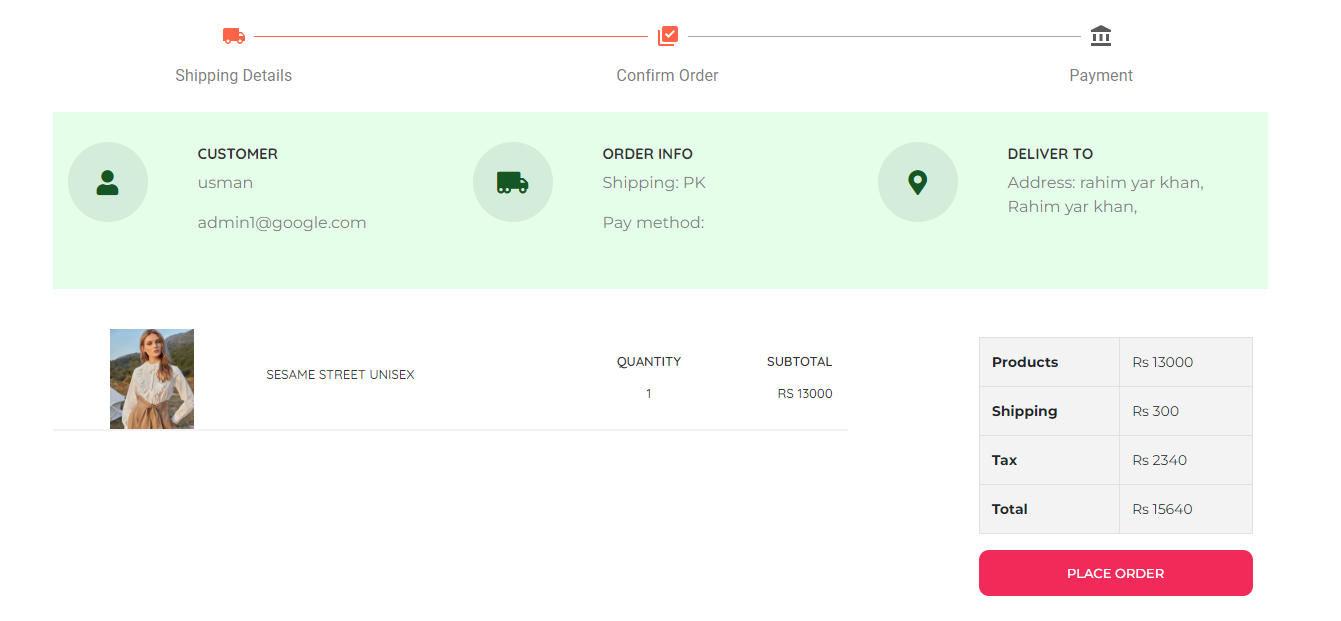 Shipping Details
Confirm Order
Payment
CUSTOMER
usman
admin1@google.com
ORDER INFO
Shipping: PK
Pay method:
DELIVER TO
Address: rahim yar khan,
Rahim yar khan,
SESAME STREET UNISEX
QUANTITY
1
SUBTOTAL
RS 13000
Products Rs 13000
Shipping Rs 300
Tax Rs 2340
Total Rs 15640
PLACE ORDER